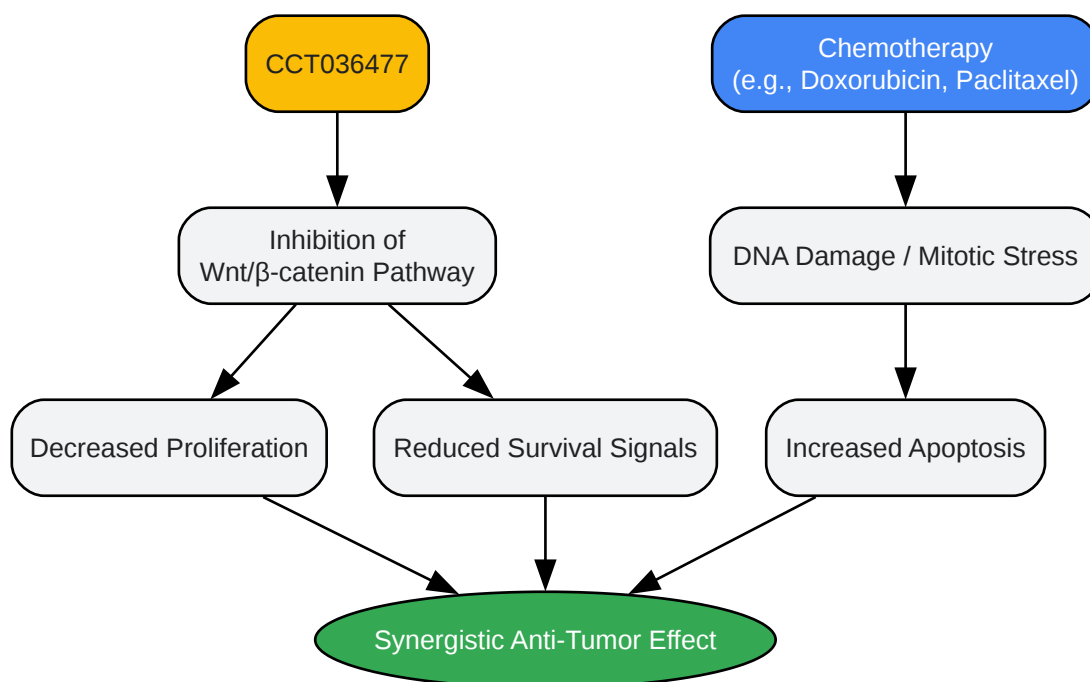 CCT036477
Chemotherapy
(e.g., Doxorubicin, Paclitaxel)
Inhibition of
Wnt/β-catenin Pathway
DNA Damage / Mitotic Stress
Decreased Proliferation
Reduced Survival Signals
Increased Apoptosis
Synergistic Anti-Tumor Effect